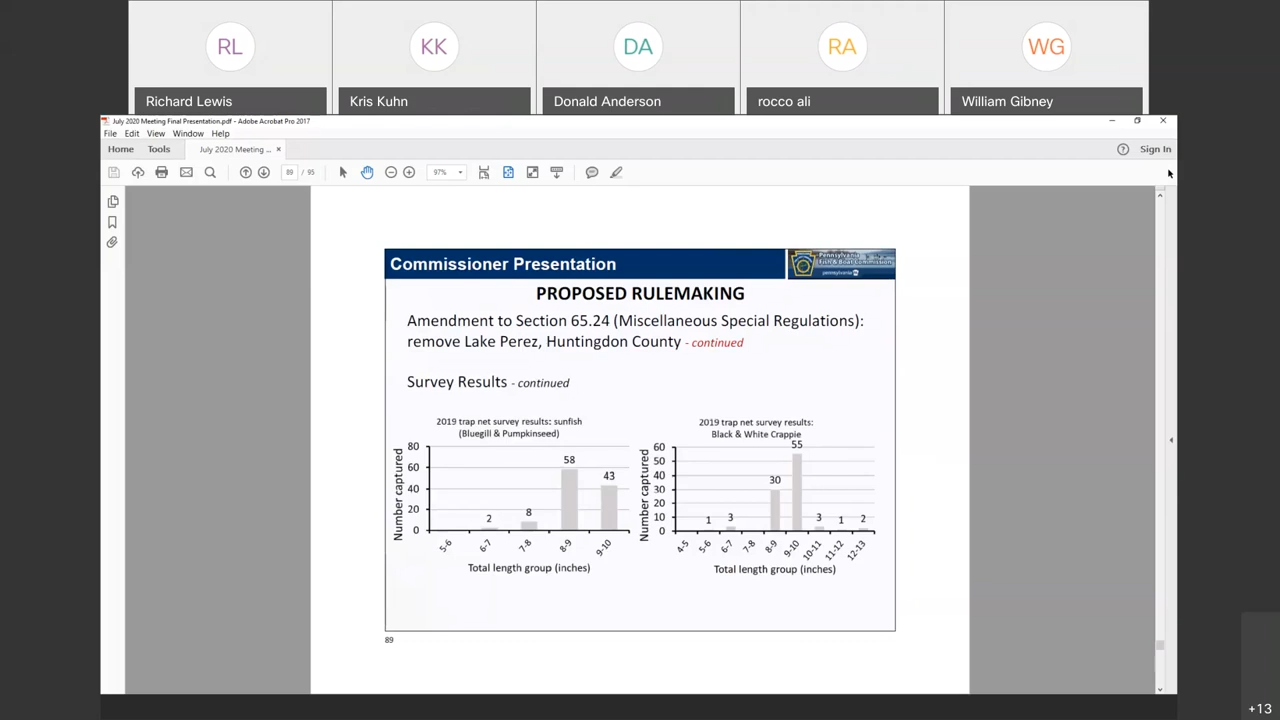 RL
KK
DA
RA
WG
Richard Lewis
Kris Kuhn
Donald Anderson
rocco ali
William Gibney
July 2020 Meeting Final Presentation.pdf - Adobe Acrobat Pro 2017
File Edit View Window Help
Home Tools July 2020 Meeting ... × Sign In
89 / 95 97%
Commissioner Presentation
Pennsylvania
Fish & Boat Commission
pennsylvania
PROPOSED RULEMAKING
Amendment to Section 65.24 (Miscellaneous Special Regulations):
remove Lake Perez, Huntingdon County - continued
Survey Results - continued
2019 trap net survey results: sunfish
(Bluegill & Pumpkinseed)
Number captured
80
60
40
20
0
2
8
58
43
5-6
6-7
7-8
8-9
9-10
Total length group (inches)
2019 trap net survey results:
Black & White Crappie
Number captured
60
50
40
30
20
10
0
1
3
30
55
3
1
2
4-5
5-6
6-7
7-8
8-9
9-10
10-11
11-12
12-13
Total length group (inches)
89
+13